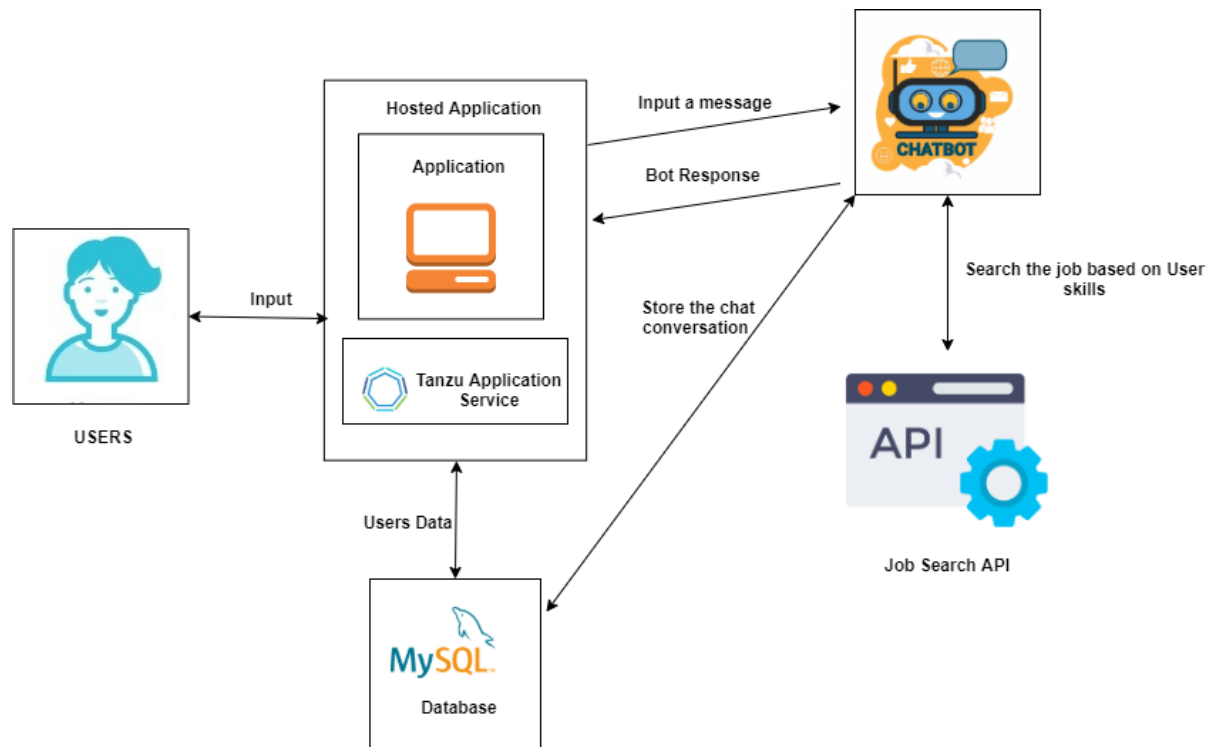 Hosted Application
Application
Tanzu Application
Service
Input a message
Bot Response
CHATBOT
Input
USERS
Store the chat
conversation
Search the job based on User
skills
API
Job Search API
Users Data
MySQL
Database